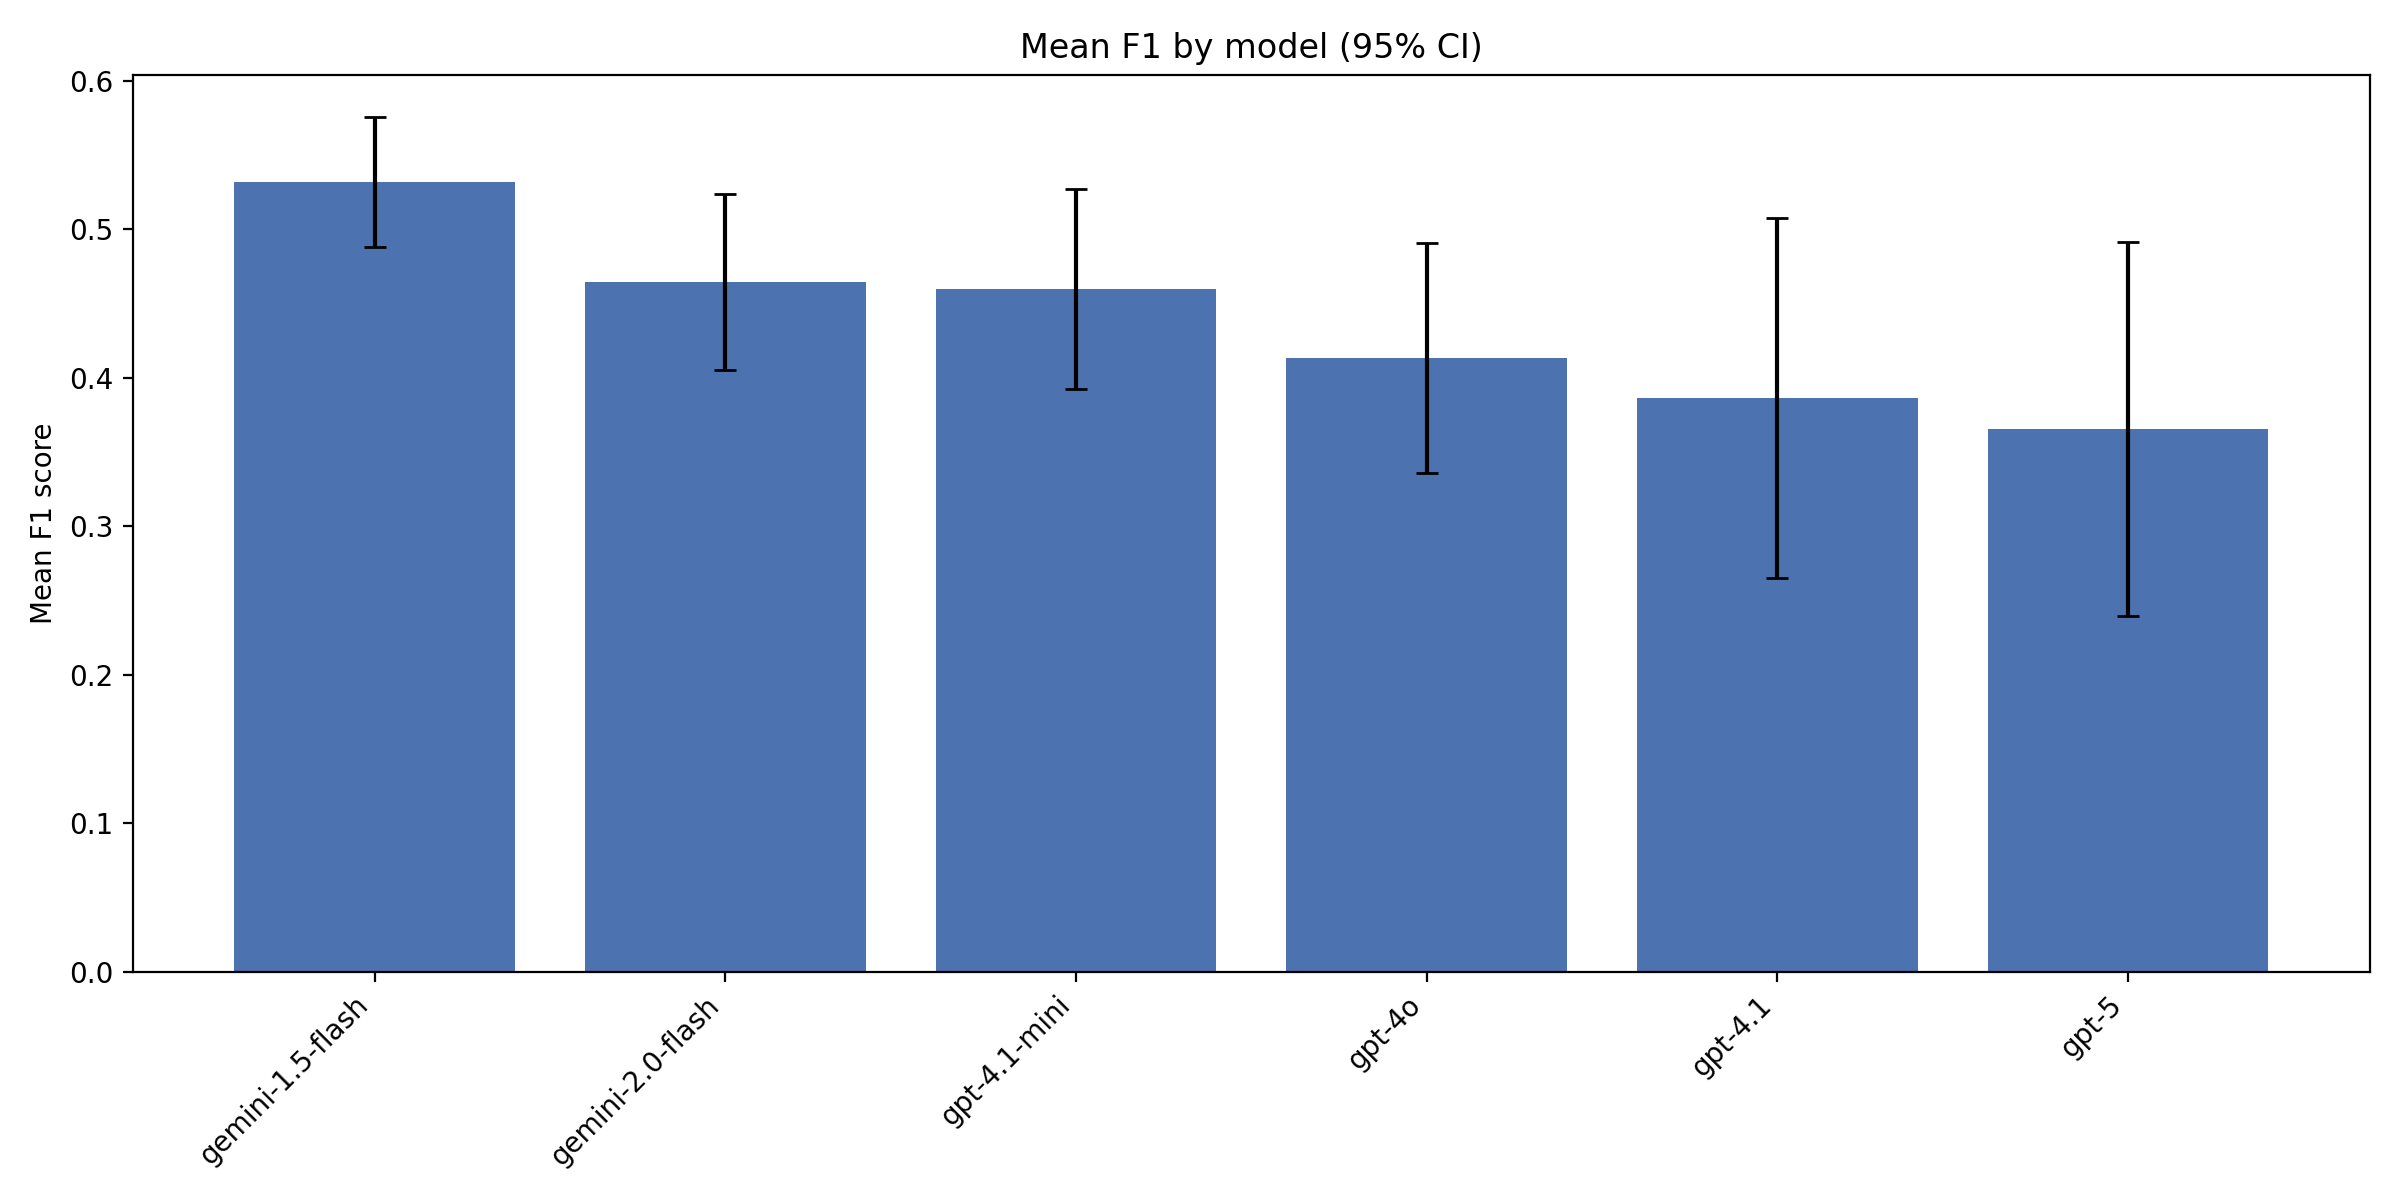 Mean F1 by model (95% CI)
Mean F1 score
0.6
0.5
0.4
0.3
0.2
0.1
0.0
gemini-1.5-flash
gemini-2.0-flash
gpt-4.1-mini
gpt-4o
gpt-4.1
gpt-5